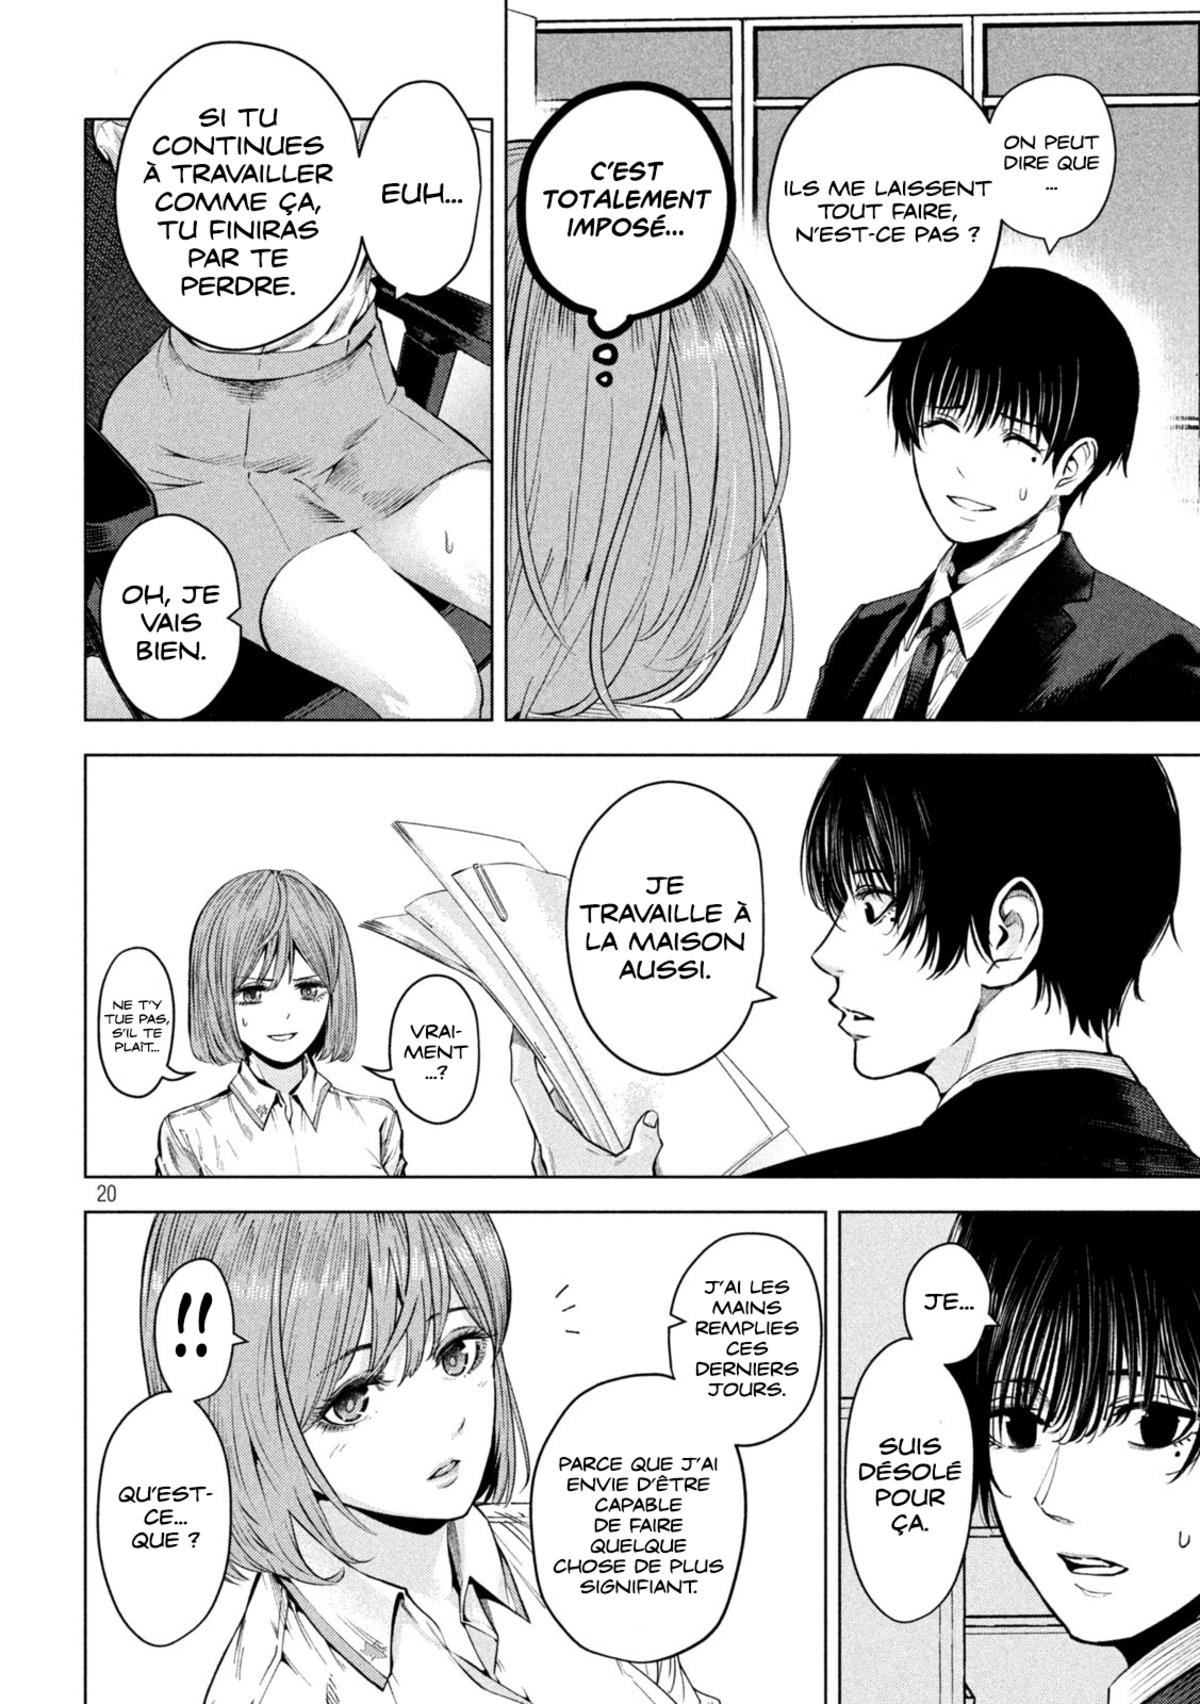 ON PEUT
DIRE QUE
...
ILS ME LAISSENT
TOUT FAIRE,
N'EST-CE PAS ?
C'EST
TOTALEMENT
IMPOSÉ...
EUH...
SI TU
CONTINUES
À TRAVAILLER
COMME ÇA,
TU FINIRAS
PAR TE
PERDRE.
OH, JE
VAIS
BIEN.
JE
TRAVAILLE À
LA MAISON
AUSSI.
VRAI-
MENT
...?
NE T'Y
TUE PAS,
S'IL TE
PLAÎT...
20
JE...
SUIS
DÉSOLÉ
POUR
ÇA.
J'AI LES
MAINS
REMPLIES
CES
DERNIERS
JOURS.
PARCE QUE J'AI
ENVIE D'ÊTRE
CAPABLE
DE FAIRE
QUELQUE
CHOSE DE PLUS
SIGNIFIANT.
!!
QU'EST-
CE...
QUE ?